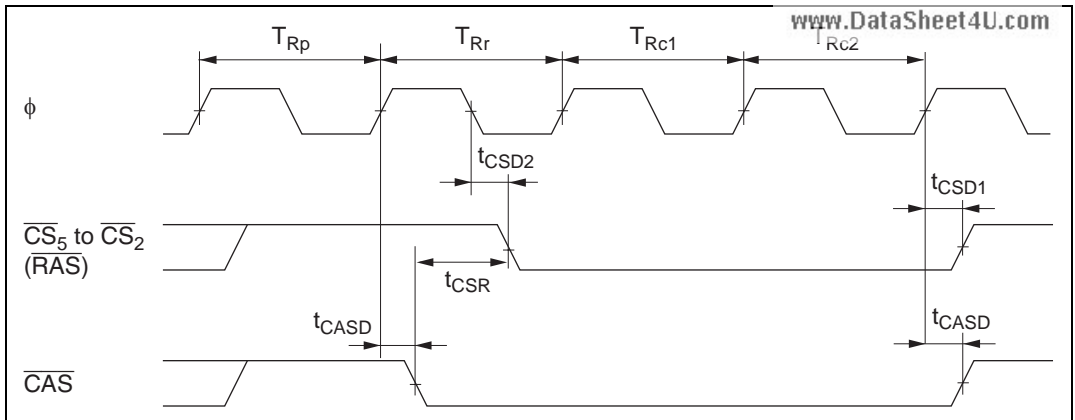 www.DataSheet4U.com
TRp TRr TRc1 TRc2
φ
tCSD2
tCSD1
CS5 to CS2
(RAS)
tCSR
tCASD
tCASD
CAS